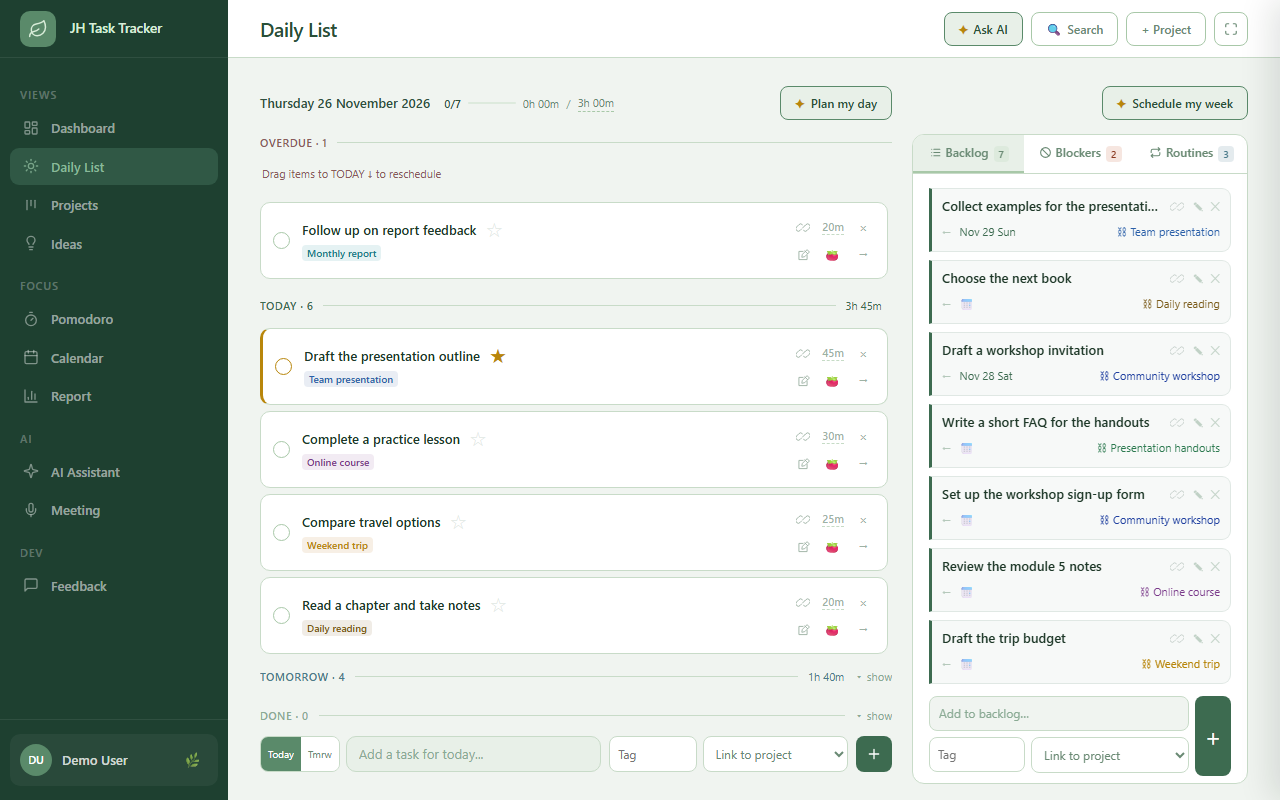 JH Task Tracker
VIEWS
Dashboard
Daily List
Projects
Ideas
FOCUS
Pomodoro
Calendar
Report
AI
AI Assistant
Meeting
DEV
Feedback
DU Demo User
Daily List
Ask AI
Search
+ Project
Thursday 26 November 2026 0/7 0h 00m / 3h 00m
Plan my day
Schedule my week
OVERDUE · 1
Drag items to TODAY ↓ to reschedule
Follow up on report feedback 20m ×
Monthly report →
TODAY · 6 3h 45m
Draft the presentation outline 45m ×
Team presentation →
Complete a practice lesson 30m ×
Online course →
Compare travel options 25m ×
Weekend trip →
Read a chapter and take notes 20m ×
Daily reading →
TOMORROW · 4 1h 40m show
DONE · 0 show
Today Tmrw Add a task for today... Tag Link to project +
Backlog 7 Blockers 2 Routines 3
Collect examples for the presentati...
← Nov 29 Sun Team presentation
Choose the next book
← Daily reading
Draft a workshop invitation
← Nov 28 Sat Community workshop
Write a short FAQ for the handouts
← Presentation handouts
Set up the workshop sign-up form
← Community workshop
Review the module 5 notes
← Online course
Draft the trip budget
← Weekend trip
Add to backlog...
Tag Link to project +